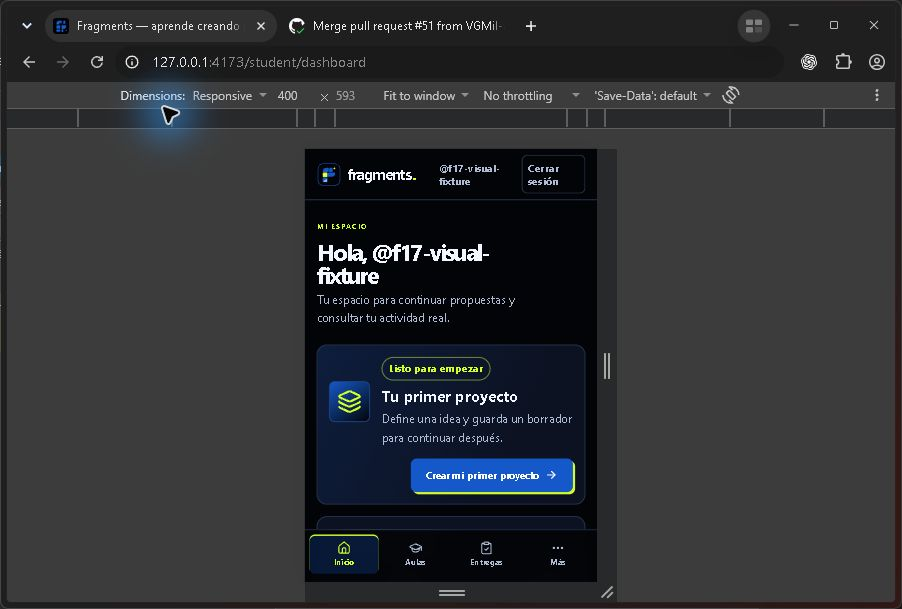 Fragments — aprende creando
Merge pull request #51 from VGMil-
127.0.0.1:4173/student/dashboard
Dimensions: Responsive 400 × 593 Fit to window No throttling 'Save-Data': default
fragments.
@f17-visual-
fixture
Cerrar
sesión
MI ESPACIO
Hola, @f17-visual-
fixture
Tu espacio para continuar propuestas y
consultar tu actividad real.
Listo para empezar
Tu primer proyecto
Define una idea y guarda un borrador
para continuar después.
Crear mi primer proyecto →
Inicio Aulas Entregas Más